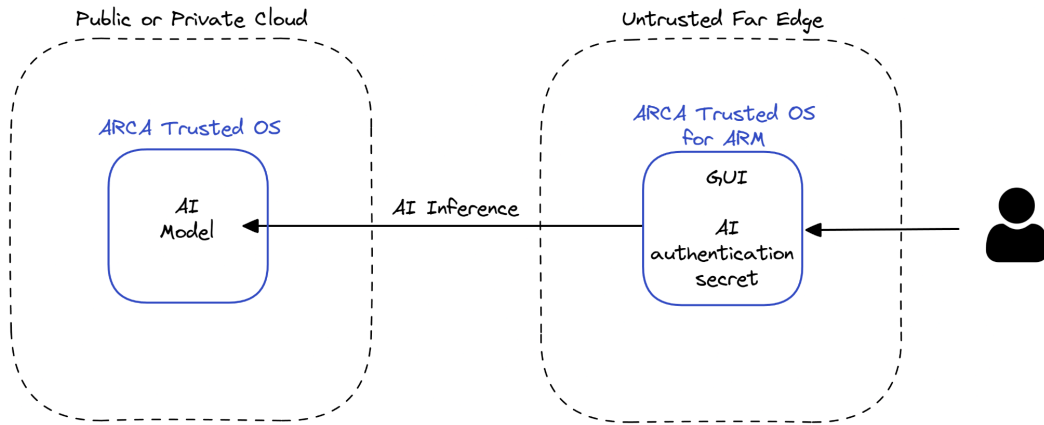 Public or Private Cloud
Untrusted Far Edge
ARCA Trusted OS
AI
Model
AI Inference
ARCA Trusted OS
for ARM
GUI
AI
authentication
secret